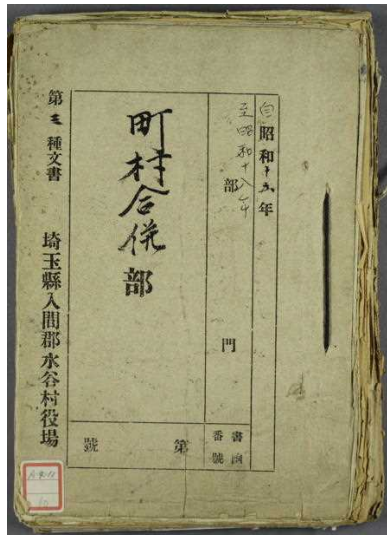 自昭和十五年
至昭和十八年
部門
書函
番號
町村合併部
第號
第三種文書
埼玉縣入間郡水谷村役場